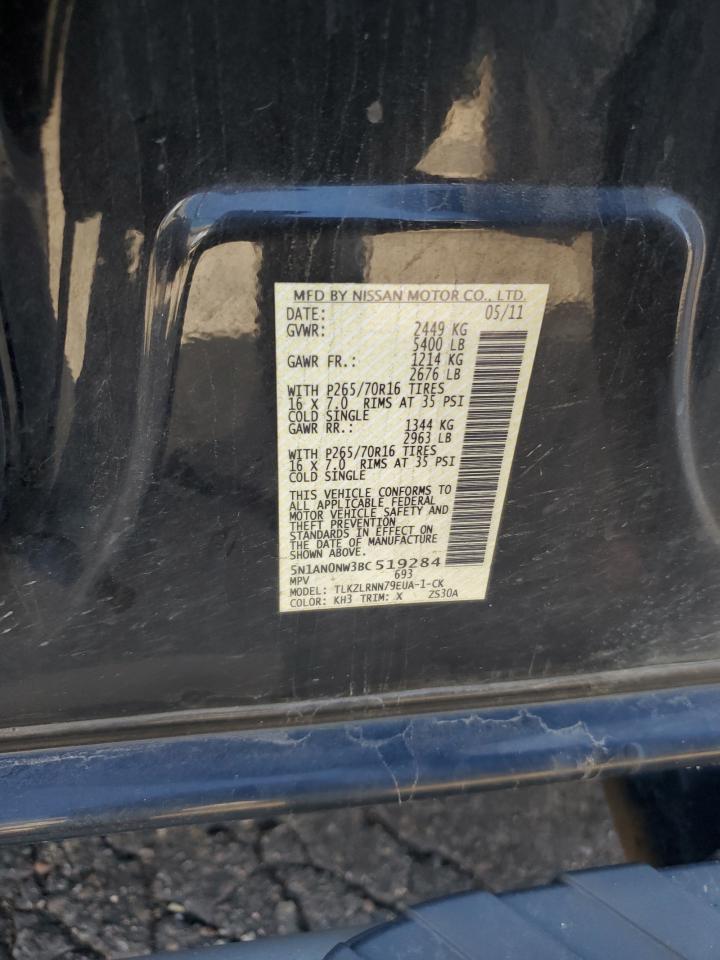 MFD BY NISSAN MOTOR CO., LTD.
DATE: 05/11
GVWR: 2449 KG
5400 LB
GAWR FR.: 1214 KG
2676 LB
WITH P265/70R16 TIRES
16 X 7.0 RIMS AT 35 PSI
COLD SINGLE
GAWR RR.: 1344 KG
2963 LB
WITH P265/70R16 TIRES
16 X 7.0 RIMS AT 35 PSI
COLD SINGLE
THIS VEHICLE CONFORMS TO
ALL APPLICABLE FEDERAL
MOTOR VEHICLE SAFETY AND
THEFT PREVENTION
STANDARDS IN EFFECT ON
THE DATE OF MANUFACTURE
SHOWN ABOVE.
5N1AN0NW3BC519284
MPV 693
MODEL: TLKZLRNN79EUA-1-CK
COLOR: KH3 TRIM: X ZS30A